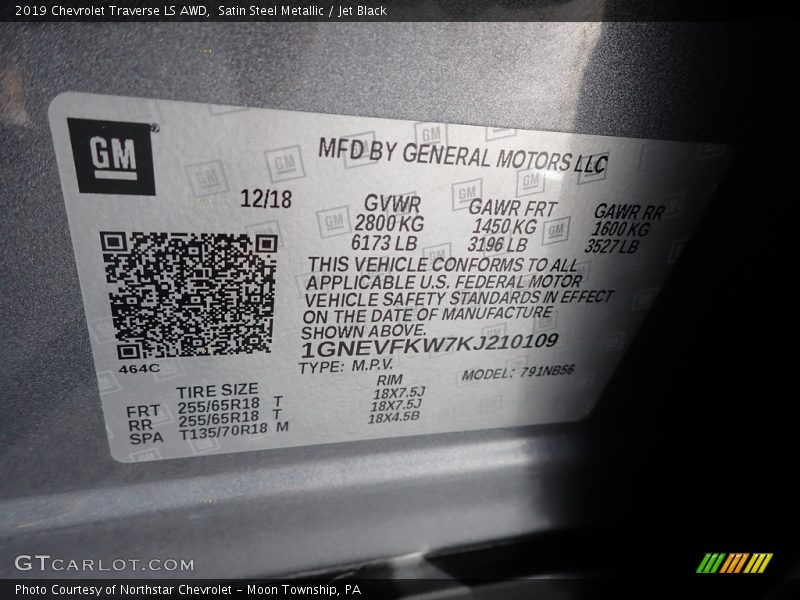 2019 Chevrolet Traverse LS AWD,  Satin Steel Metallic / Jet Black
GM
MFD BY GENERAL MOTORS LLC
12/18
GVWR GAWR FRT GAWR RR
2800 KG 1450 KG 1600 KG
6173 LB 3196 LB 3527 LB
THIS VEHICLE CONFORMS TO ALL
APPLICABLE U.S. FEDERAL MOTOR
VEHICLE SAFETY STANDARDS IN EFFECT
ON THE DATE OF MANUFACTURE
SHOWN ABOVE.
1GNEVFKW7KJ210109
TYPE: M.P.V. MODEL: 791NB56
464C
TIRE SIZE RIM
FRT 255/65R18 T 18X7.5J
RR 255/65R18 T 18X7.5J
SPA T135/70R18 M 18X4.5B
GTCARLOT.COM
Photo Courtesy of Northstar Chevrolet - Moon Township, PA